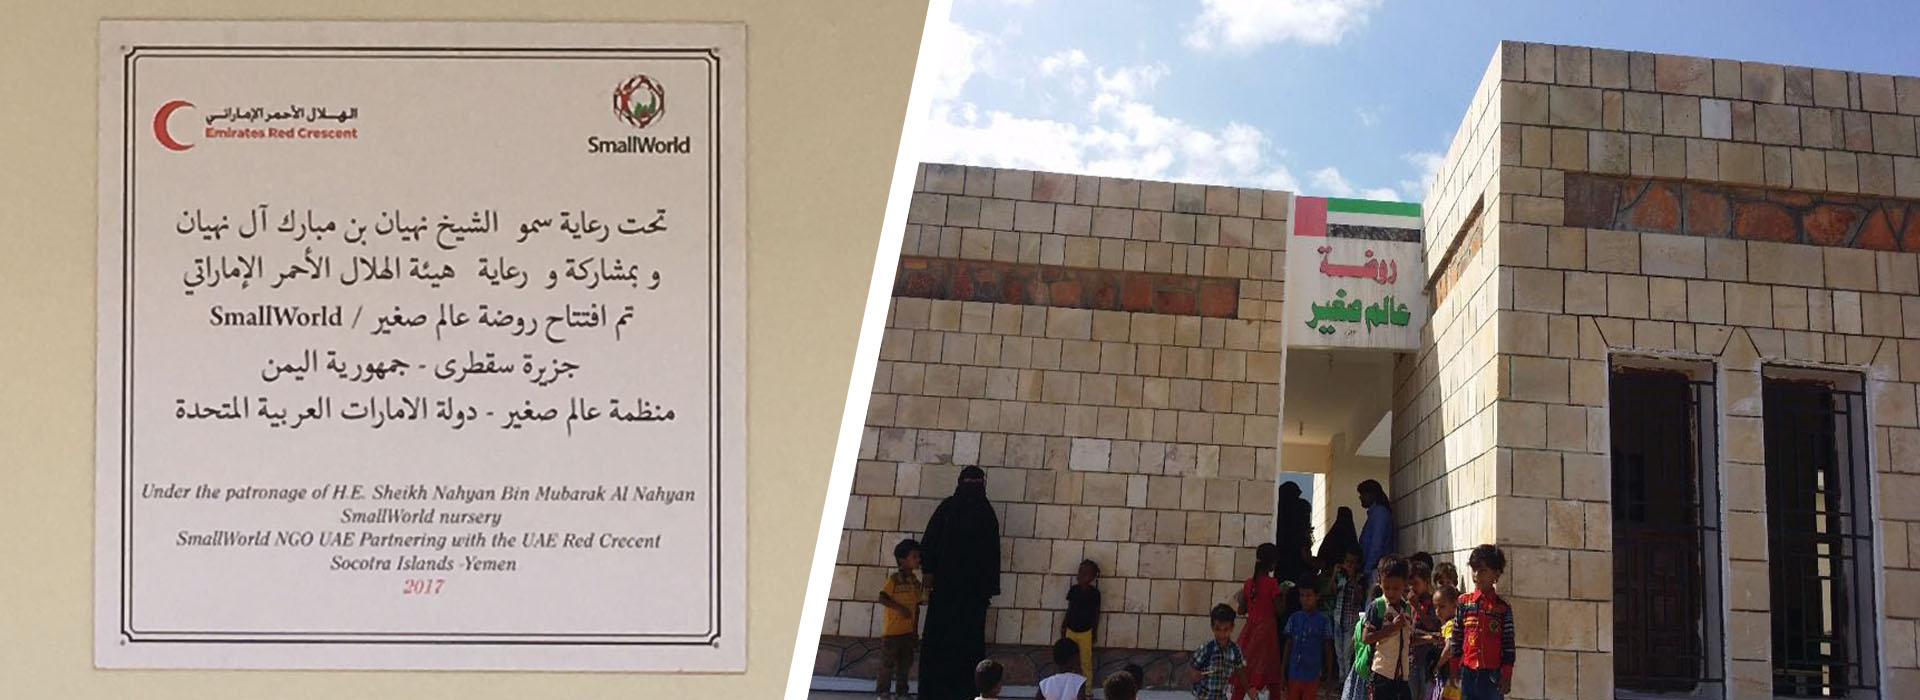 الهلال الأحمر الإماراتي
Emirates Red Crescent
SmallWorld
تحت رعاية سمو الشيخ نهيان بن مبارك آل نهيان
و بمشاركة و رعاية هيئة الهلال الأحمر الإماراتي
تم افتتاح روضة عالم صغير / SmallWorld
جزيرة سقطرى - جمهورية اليمن
منظمة عالم صغير - دولة الامارات العربية المتحدة
Under the patronage of H.E. Sheikh Nahyan Bin Mubarak Al Nahyan
SmallWorld nursery
SmallWorld NGO UAE Partnering with the UAE Red Crecent
Socotra Islands -Yemen
2017
روضة
عالم صغير